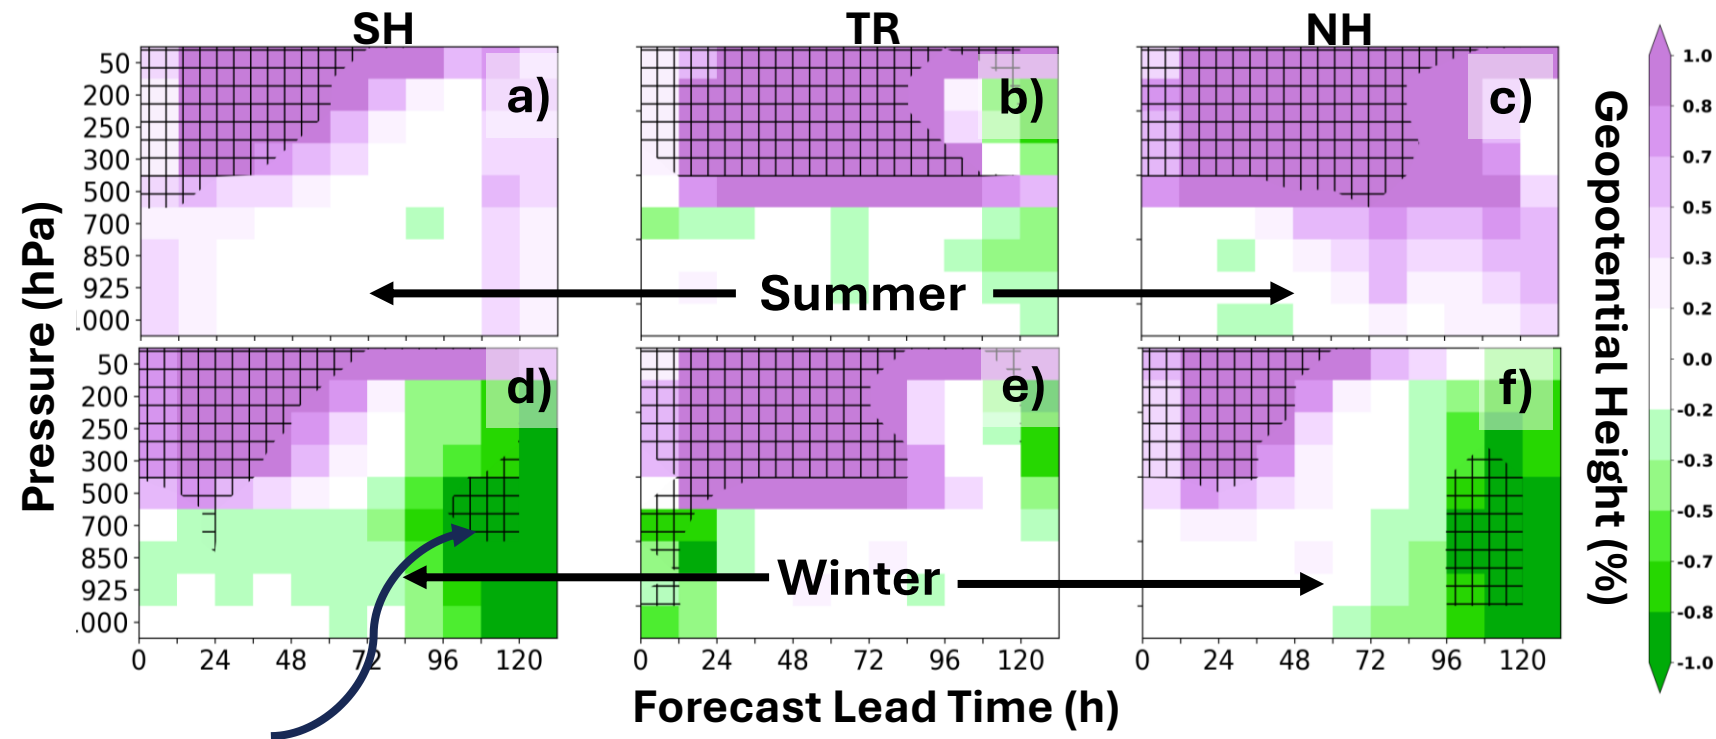 SH TR NH
50
200
250
300
500
700
850
925
000
a)
b)
c)
Summer
50
200
250
300
500
700
850
925
000
d)
e)
f)
Winter
Pressure (hPa)
0 24 48 72 96 120
0 24 48 72 96 120
0 24 48 72 96 120
Forecast Lead Time (h)
1.0
0.8
0.7
0.5
0.3
0.2
0.0
-0.2
-0.3
-0.5
-0.7
-0.8
-1.0
Geopotential Height (%)